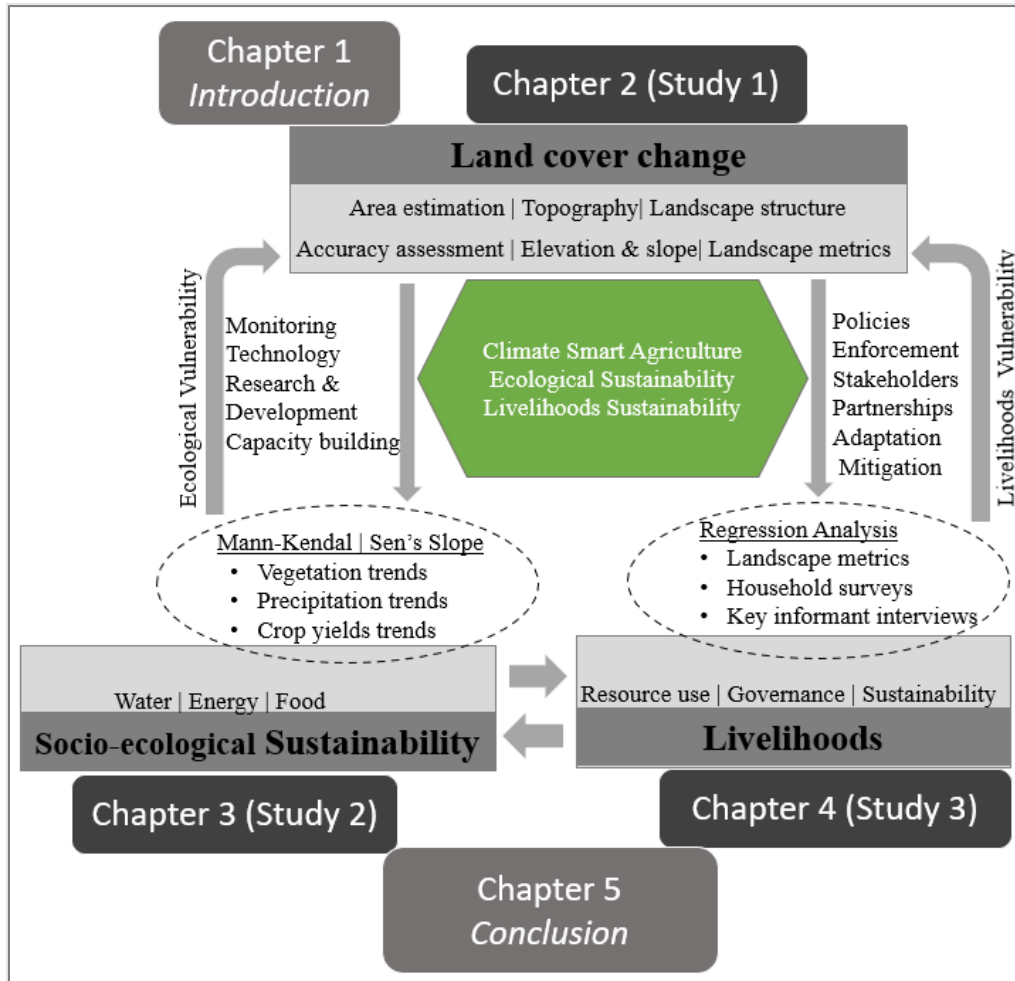 Chapter 1
Introduction
Chapter 2 (Study 1)
Land cover change
Area estimation | Topography| Landscape structure
Accuracy assessment | Elevation & slope| Landscape metrics
Ecological Vulnerability
Monitoring
Technology
Research &
Development
Capacity building
Climate Smart Agriculture
Ecological Sustainability
Livelihoods Sustainability
Policies
Enforcement
Stakeholders
Partnerships
Adaptation
Mitigation
Livelihoods Vulnerability
Mann-Kendal | Sen's Slope
• Vegetation trends
• Precipitation trends
• Crop yields trends
Regression Analysis
• Landscape metrics
• Household surveys
• Key informant interviews
Water | Energy | Food
Socio-ecological Sustainability
Resource use | Governance | Sustainability
Livelihoods
Chapter 3 (Study 2)
Chapter 4 (Study 3)
Chapter 5
Conclusion